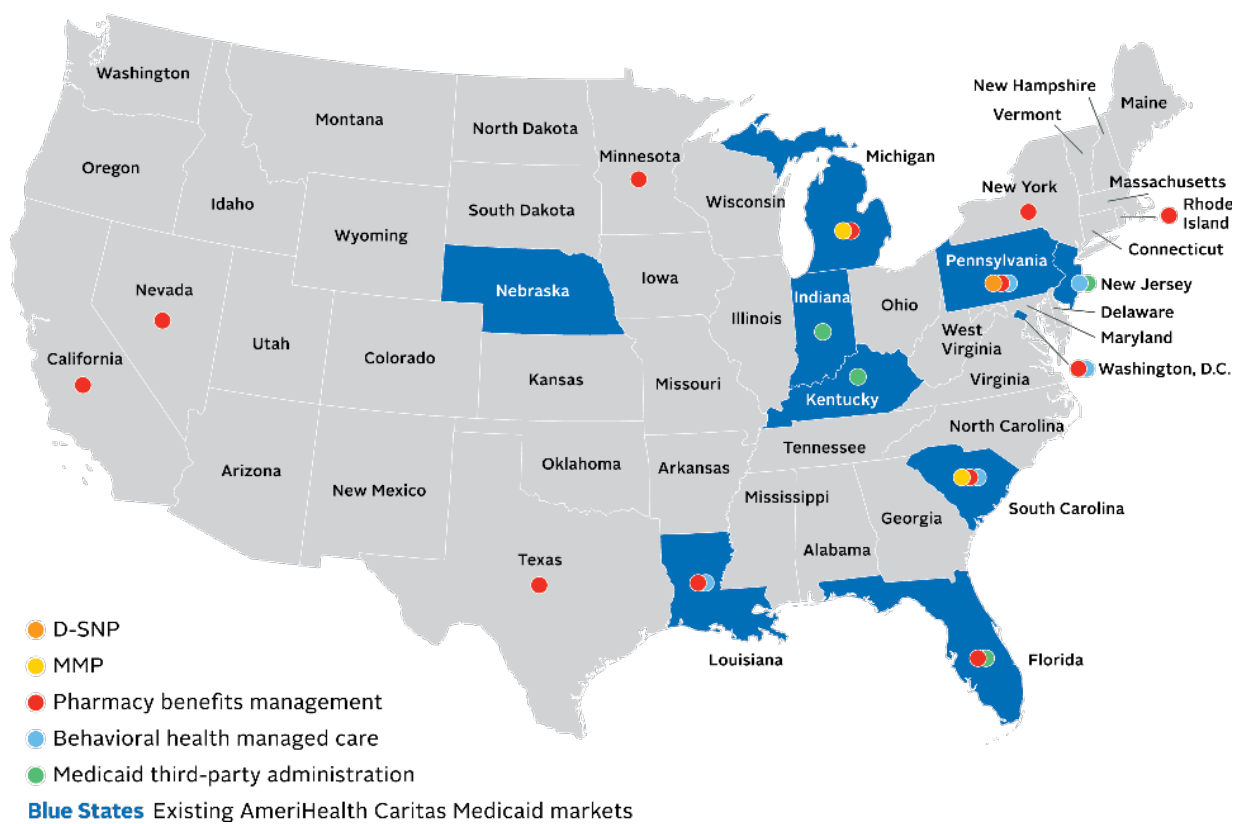 Washington
Montana
North Dakota
Minnesota
Oregon
Idaho
Wyoming
South Dakota
Wisconsin
Michigan
New Hampshire
Vermont
Maine
New York
Massachusetts
Rhode
Island
Connecticut
Nevada
Nebraska
Iowa
Pennsylvania
New Jersey
Delaware
Maryland
Washington, D.C.
California
Utah
Colorado
Kansas
Missouri
Illinois
Indiana
Ohio
West
Virginia
Virginia
Kentucky
North Carolina
Tennessee
Arizona
New Mexico
Oklahoma
Arkansas
Mississippi
Alabama
Georgia
South Carolina
Texas
Louisiana
Florida
D-SNP
MMP
Pharmacy benefits management
Behavioral health managed care
Medicaid third-party administration
Blue States Existing AmeriHealth Caritas Medicaid markets